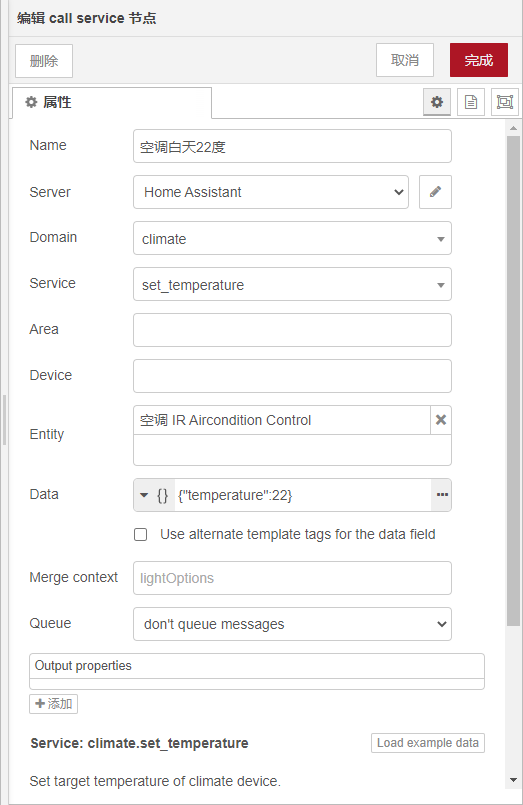 编辑 call service 节点
删除
取消
完成
属性
Name
空调白天22度
Server
Home Assistant
Domain
climate
Service
set_temperature
Area
Device
Entity
空调 IR Aircondition Control
Data
{} {"temperature":22}
Use alternate template tags for the data field
Merge context
lightOptions
Queue
don't queue messages
Output properties
添加
Service: climate.set_temperature
Load example data
Set target temperature of climate device.